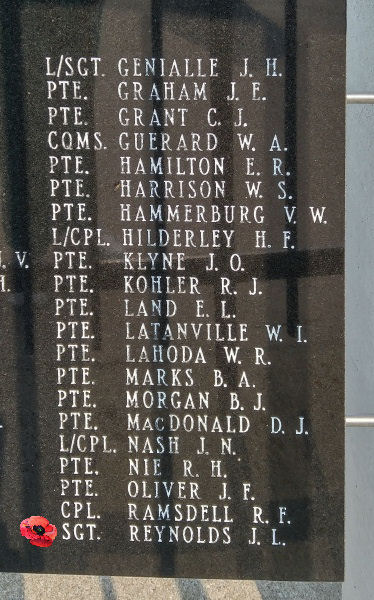 L/SGT. GENIALLE J. H.
PTE. GRAHAM J. E.
PTE. GRANT C. J.
CQMS. GUERARD W. A.
PTE. HAMILTON E. R.
PTE. HARRISON W. S.
PTE. HAMMERBURG V. W.
L/CPL. HILDERLEY H. F.
V. PTE. KLYNE J. O.
H. PTE. KOHLER R. J.
PTE. LAND E. L.
PTE. LATANVILLE W. I.
PTE. LAHODA W. R.
PTE. MARKS B. A.
PTE. MORGAN B. J.
PTE. MACDONALD D. J.
L/CPL. NASH J. N.
PTE. NIE R. H.
PTE. OLIVER J. F.
CPL. RAMSDELL R. F.
SGT. REYNOLDS J. L.